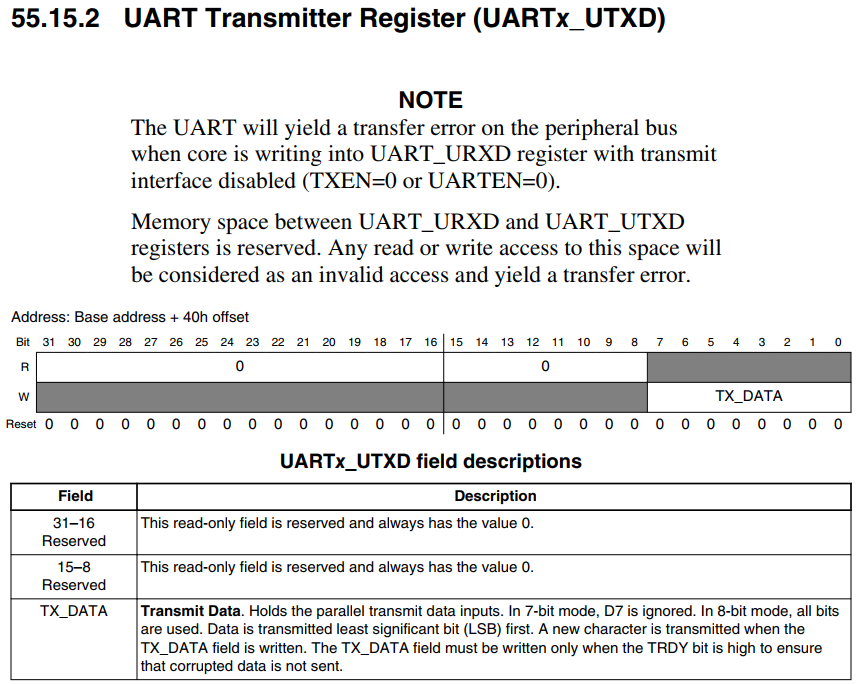 55.15.2 UART Transmitter Register (UARTx_UTXD)
NOTE
The UART will yield a transfer error on the peripheral bus
when core is writing into UART_URXD register with transmit
interface disabled (TXEN=0 or UARTEN=0).
Memory space between UART_URXD and UART_UTXD
registers is reserved. Any read or write access to this space will
be considered as an invalid access and yield a transfer error.
Address: Base address + 40h offset
Bit 31 30 29 28 27 26 25 24 23 22 21 20 19 18 17 16 15 14 13 12 11 10 9 8 7 6 5 4 3 2 1 0
R 0 0
W TX_DATA
Reset 0 0 0 0 0 0 0 0 0 0 0 0 0 0 0 0 0 0 0 0 0 0 0 0 0 0 0 0 0 0 0 0
UARTx_UTXD field descriptions
Field Description
31–16 This read-only field is reserved and always has the value 0.
Reserved
15–8 This read-only field is reserved and always has the value 0.
Reserved
TX_DATA Transmit Data. Holds the parallel transmit data inputs. In 7-bit mode, D7 is ignored. In 8-bit mode, all bits
are used. Data is transmitted least significant bit (LSB) first. A new character is transmitted when the
TX_DATA field is written. The TX_DATA field must be written only when the TRDY bit is high to ensure
that corrupted data is not sent.